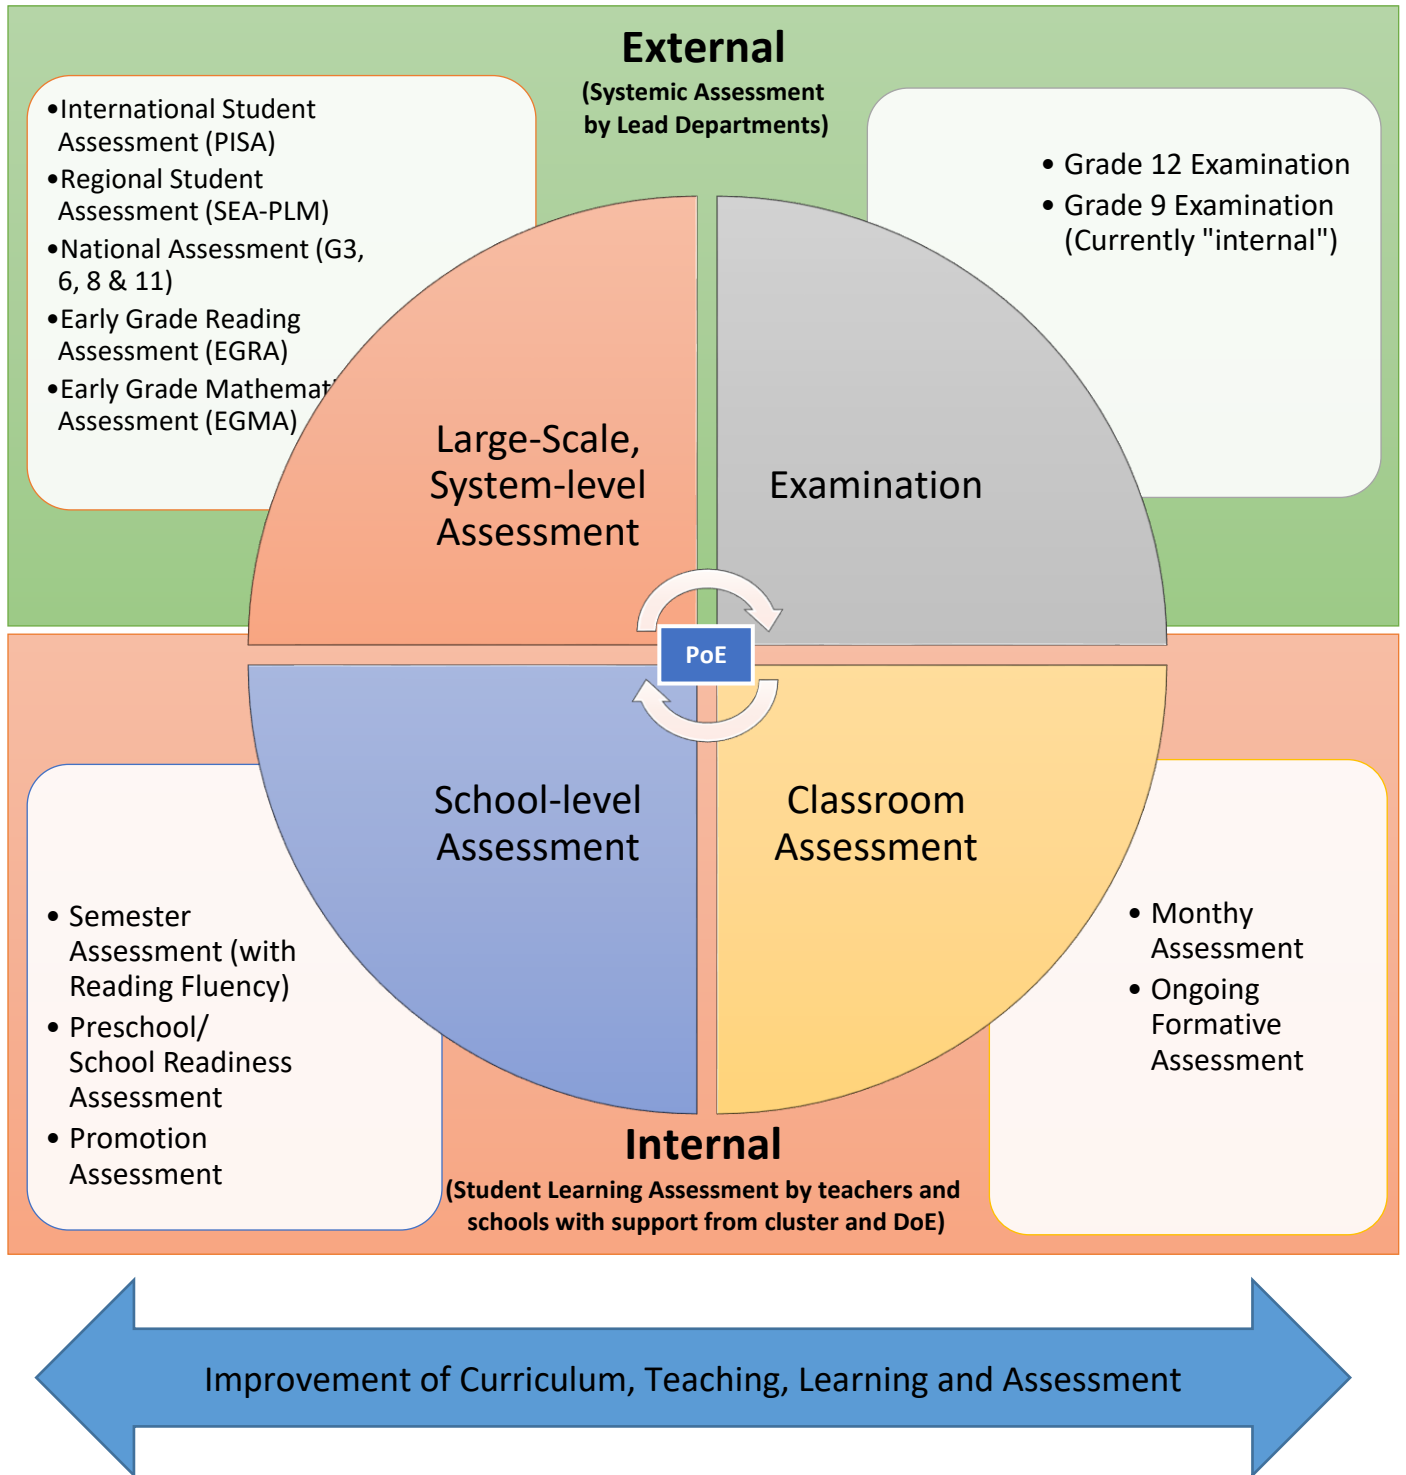 External
(Systemic Assessment
by Lead Departments)
•International Student
Assessment (PISA)
•Regional Student
Assessment (SEA-PLM)
•National Assessment (G3,
6, 8 & 11)
•Early Grade Reading
Assessment (EGRA)
•Early Grade Mathemati
Assessment (EGMA)
• Grade 12 Examination
• Grade 9 Examination
(Currently "internal")
Large-Scale,
System-level
Assessment
Examination
PoE
School-level
Assessment
Classroom
Assessment
• Semester
Assessment (with
Reading Fluency)
• Preschool/
School Readiness
Assessment
• Promotion
Assessment
• Monthy
Assessment
• Ongoing
Formative
Assessment
Internal
(Student Learning Assessment by teachers and
schools with support from cluster and DoE)
Improvement of Curriculum, Teaching, Learning and Assessment